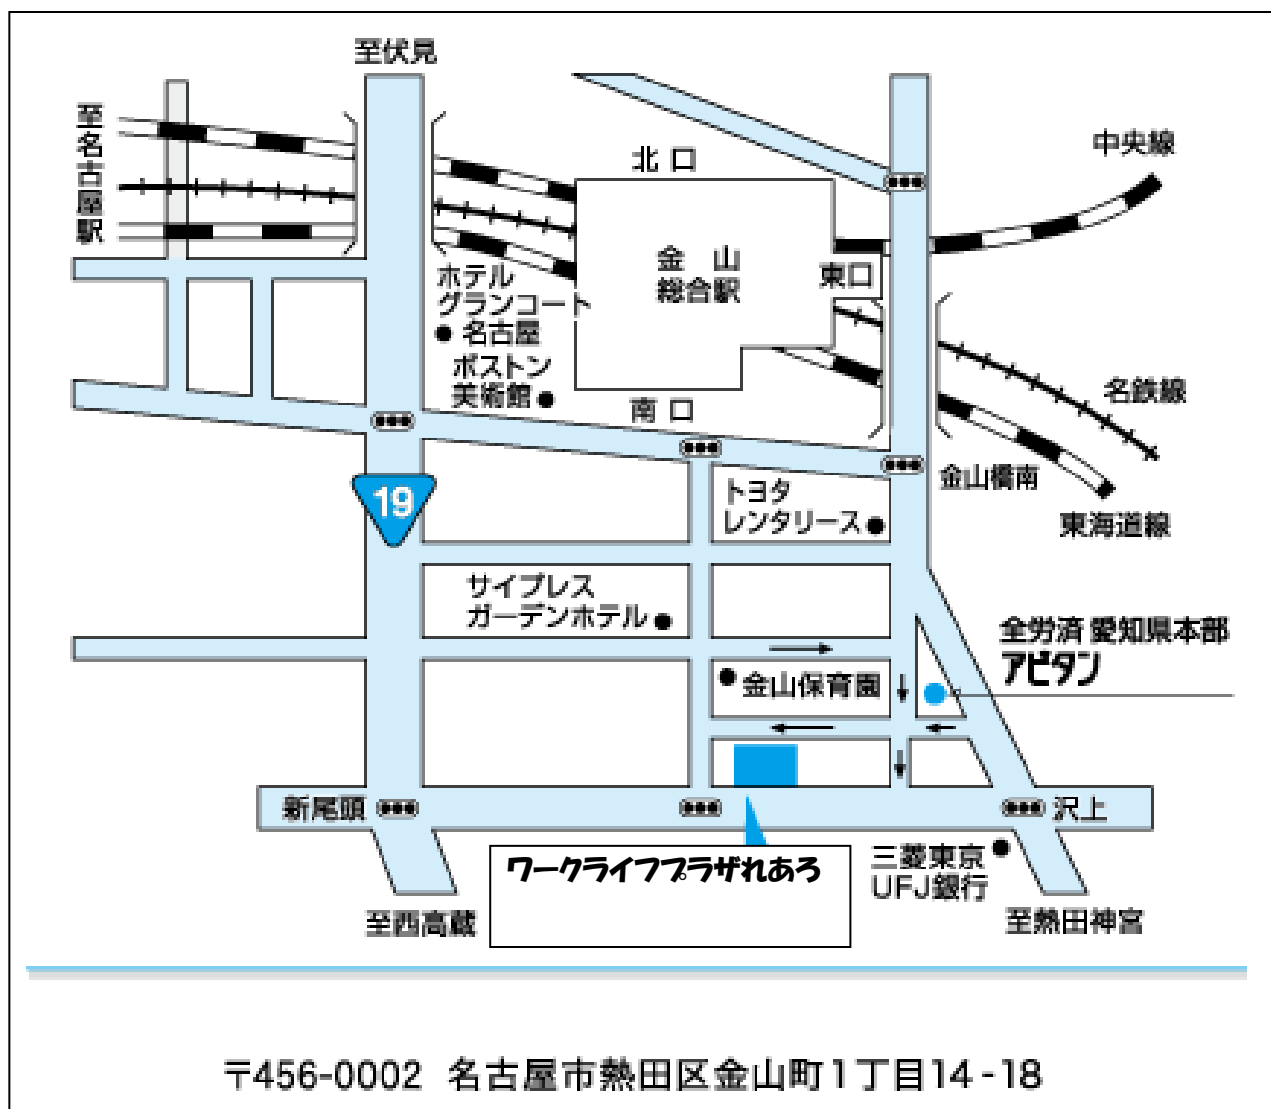 至伏見
至名古屋駅
北口
中央線
金 山
総合駅
東口
ホテル
グランコート
名古屋
ボストン
美術館
南口
名鉄線
金山橋南
東海道線
19
トヨタ
レンタリース
サイプレス
ガーデンホテル
全労済 愛知県本部
アビタン
金山保育園
新尾頭
沢上
ワークライフプラザれあろ
三菱東京
UFJ銀行
至西高蔵
至熱田神宮
〒456-0002 名古屋市熱田区金山町1丁目14-18